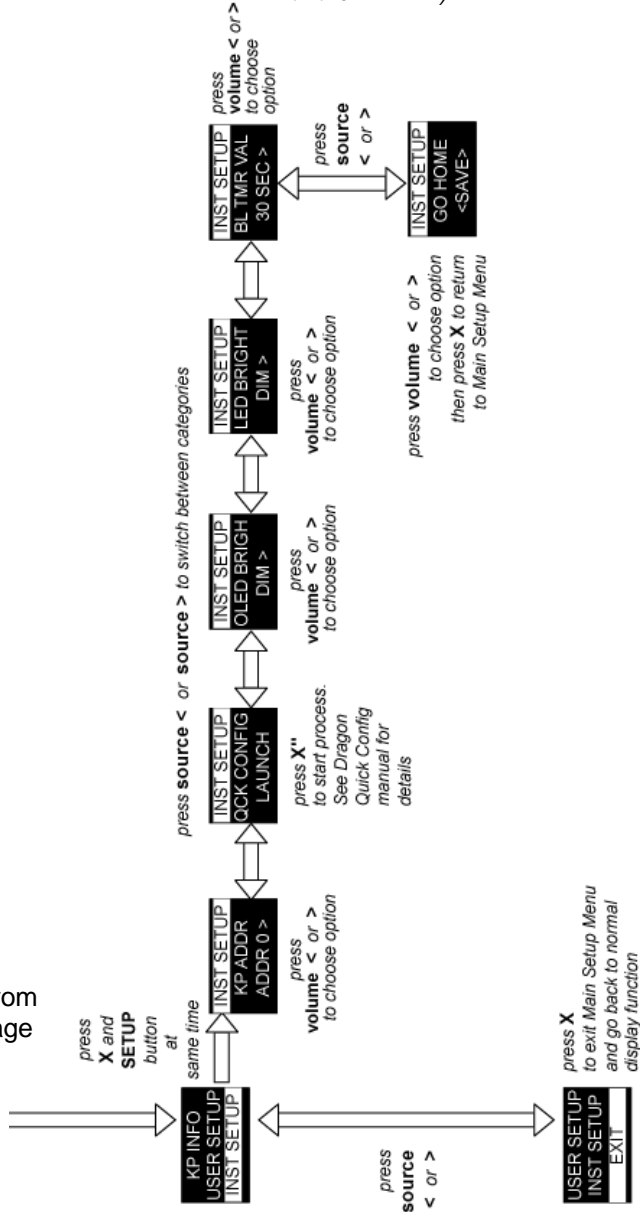 rom
age
press
X and
SETUP
button
at
same time
KP INFO
USER SETUP
INST SETUP
press source < or source > to switch between categories
INST SETUP
KP ADDR
ADDR 0 >
press
volume < or >
to choose option
INST SETUP
QCK CONFIG
LAUNCH
press X"
to start process.
See Dragon
Quick Config
manual for
details
INST SETUP
OLED BRIGH
DIM >
press
volume < or >
to choose option
INST SETUP
LED BRIGHT
DIM >
press
volume < or >
to choose option
INST SETUP
BL TMR VAL
30 SEC >
press
volume < or >
to choose
option
press
source
< or >
INST SETUP
GO HOME
<SAVE>
press volume < or >
to choose option
then press X to return
to Main Setup Menu
press
source
< or >
USER SETUP
INST SETUP
EXIT
press X
to exit Main Setup Menu
and go back to normal
display function